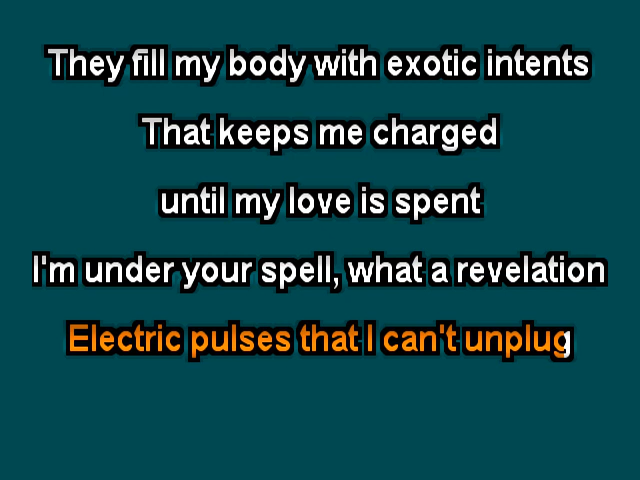 They fill my body with exotic intents
That keeps me charged
until my love is spent
I'm under your spell, what a revelation
Electric pulses that I can't unplug